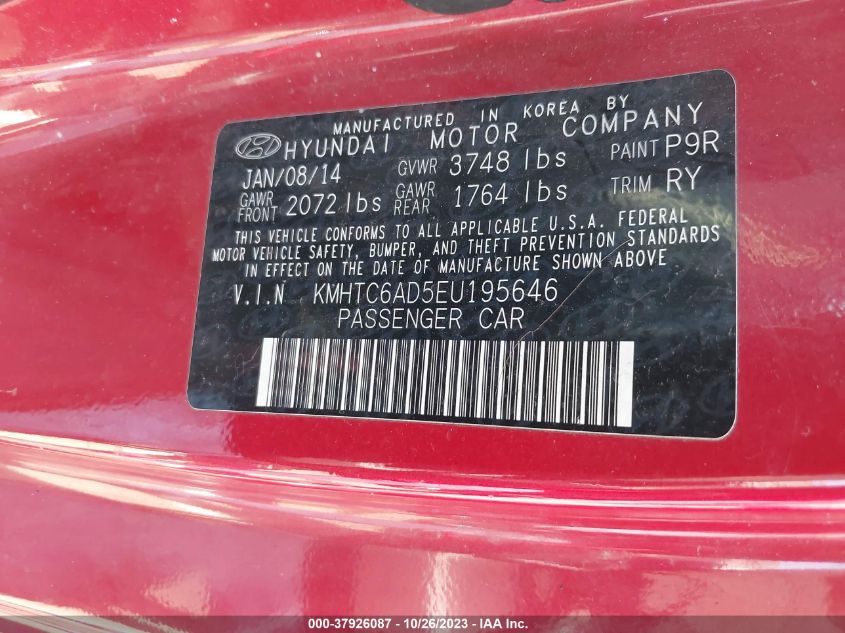 MANUFACTURED IN KOREA BY
HYUNDAI MOTOR COMPANY
JAN/08/14 GVWR 3748 lbs PAINT P9R
GAWR FRONT 2072 lbs GAWR REAR 1764 lbs TRIM RY
THIS VEHICLE CONFORMS TO ALL APPLICABLE U.S.A. FEDERAL
MOTOR VEHICLE SAFETY, BUMPER, AND THEFT PREVENTION STANDARDS
IN EFFECT ON THE DATE OF MANUFACTURE SHOWN ABOVE
V.I.N KMHTC6AD5EU195646
PASSENGER CAR
000-37926087 - 10/26/2023 - IAA Inc.